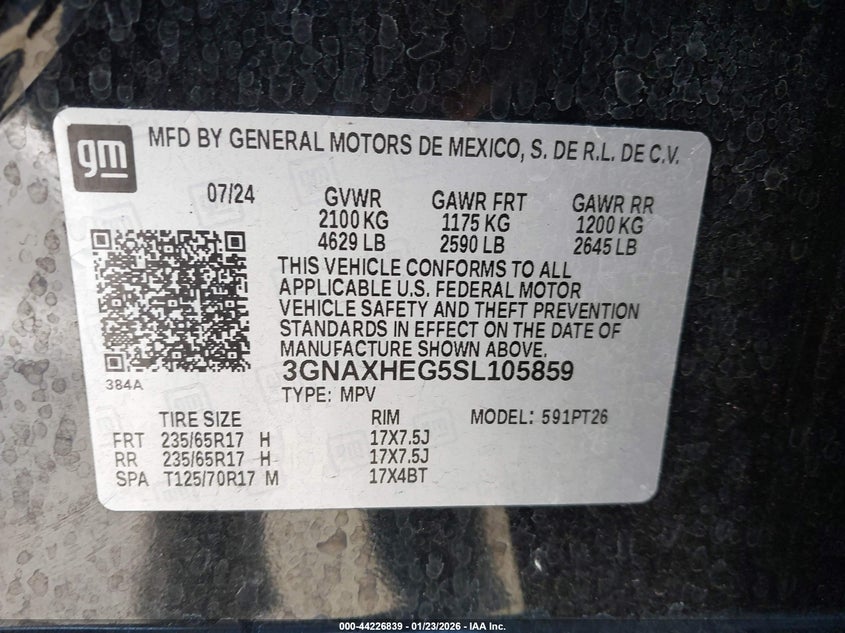 gm
MFD BY GENERAL MOTORS DE MEXICO, S. DE R.L. DE C.V.
07/24 GVWR GAWR FRT GAWR RR
2100 KG 1175 KG 1200 KG
4629 LB 2590 LB 2645 LB
THIS VEHICLE CONFORMS TO ALL
APPLICABLE U.S. FEDERAL MOTOR
VEHICLE SAFETY AND THEFT PREVENTION
STANDARDS IN EFFECT ON THE DATE OF
MANUFACTURE SHOWN ABOVE.
384A
3GNAXHEG5SL105859
TYPE: MPV
TIRE SIZE RIM MODEL: 591PT26
FRT 235/65R17 H 17X7.5J
RR 235/65R17 H 17X7.5J
SPA T125/70R17 M 17X4BT
000-44226839 - 01/23/2026 - IAA Inc.